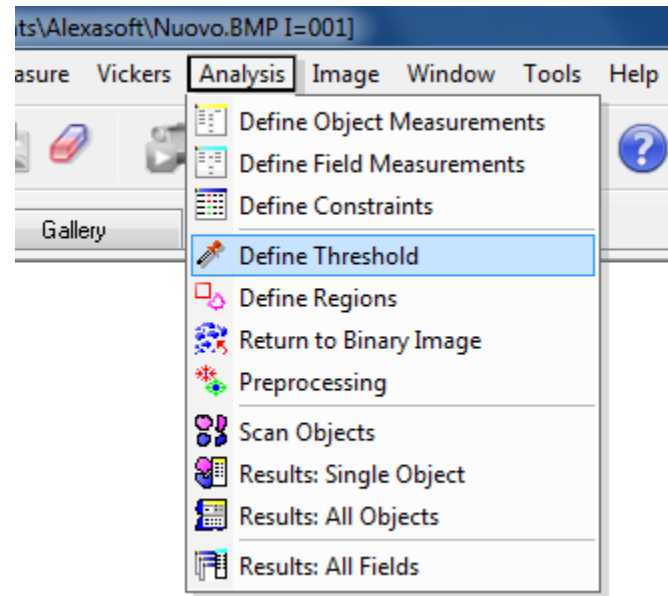 ts\Alexasoft\Nuovo.BMP I=001]
asure Vickers Analysis Image Window Tools Help
Define Object Measurements
Define Field Measurements
Define Constraints
Gallery
Define Threshold
Define Regions
Return to Binary Image
Preprocessing
Scan Objects
Results: Single Object
Results: All Objects
Results: All Fields